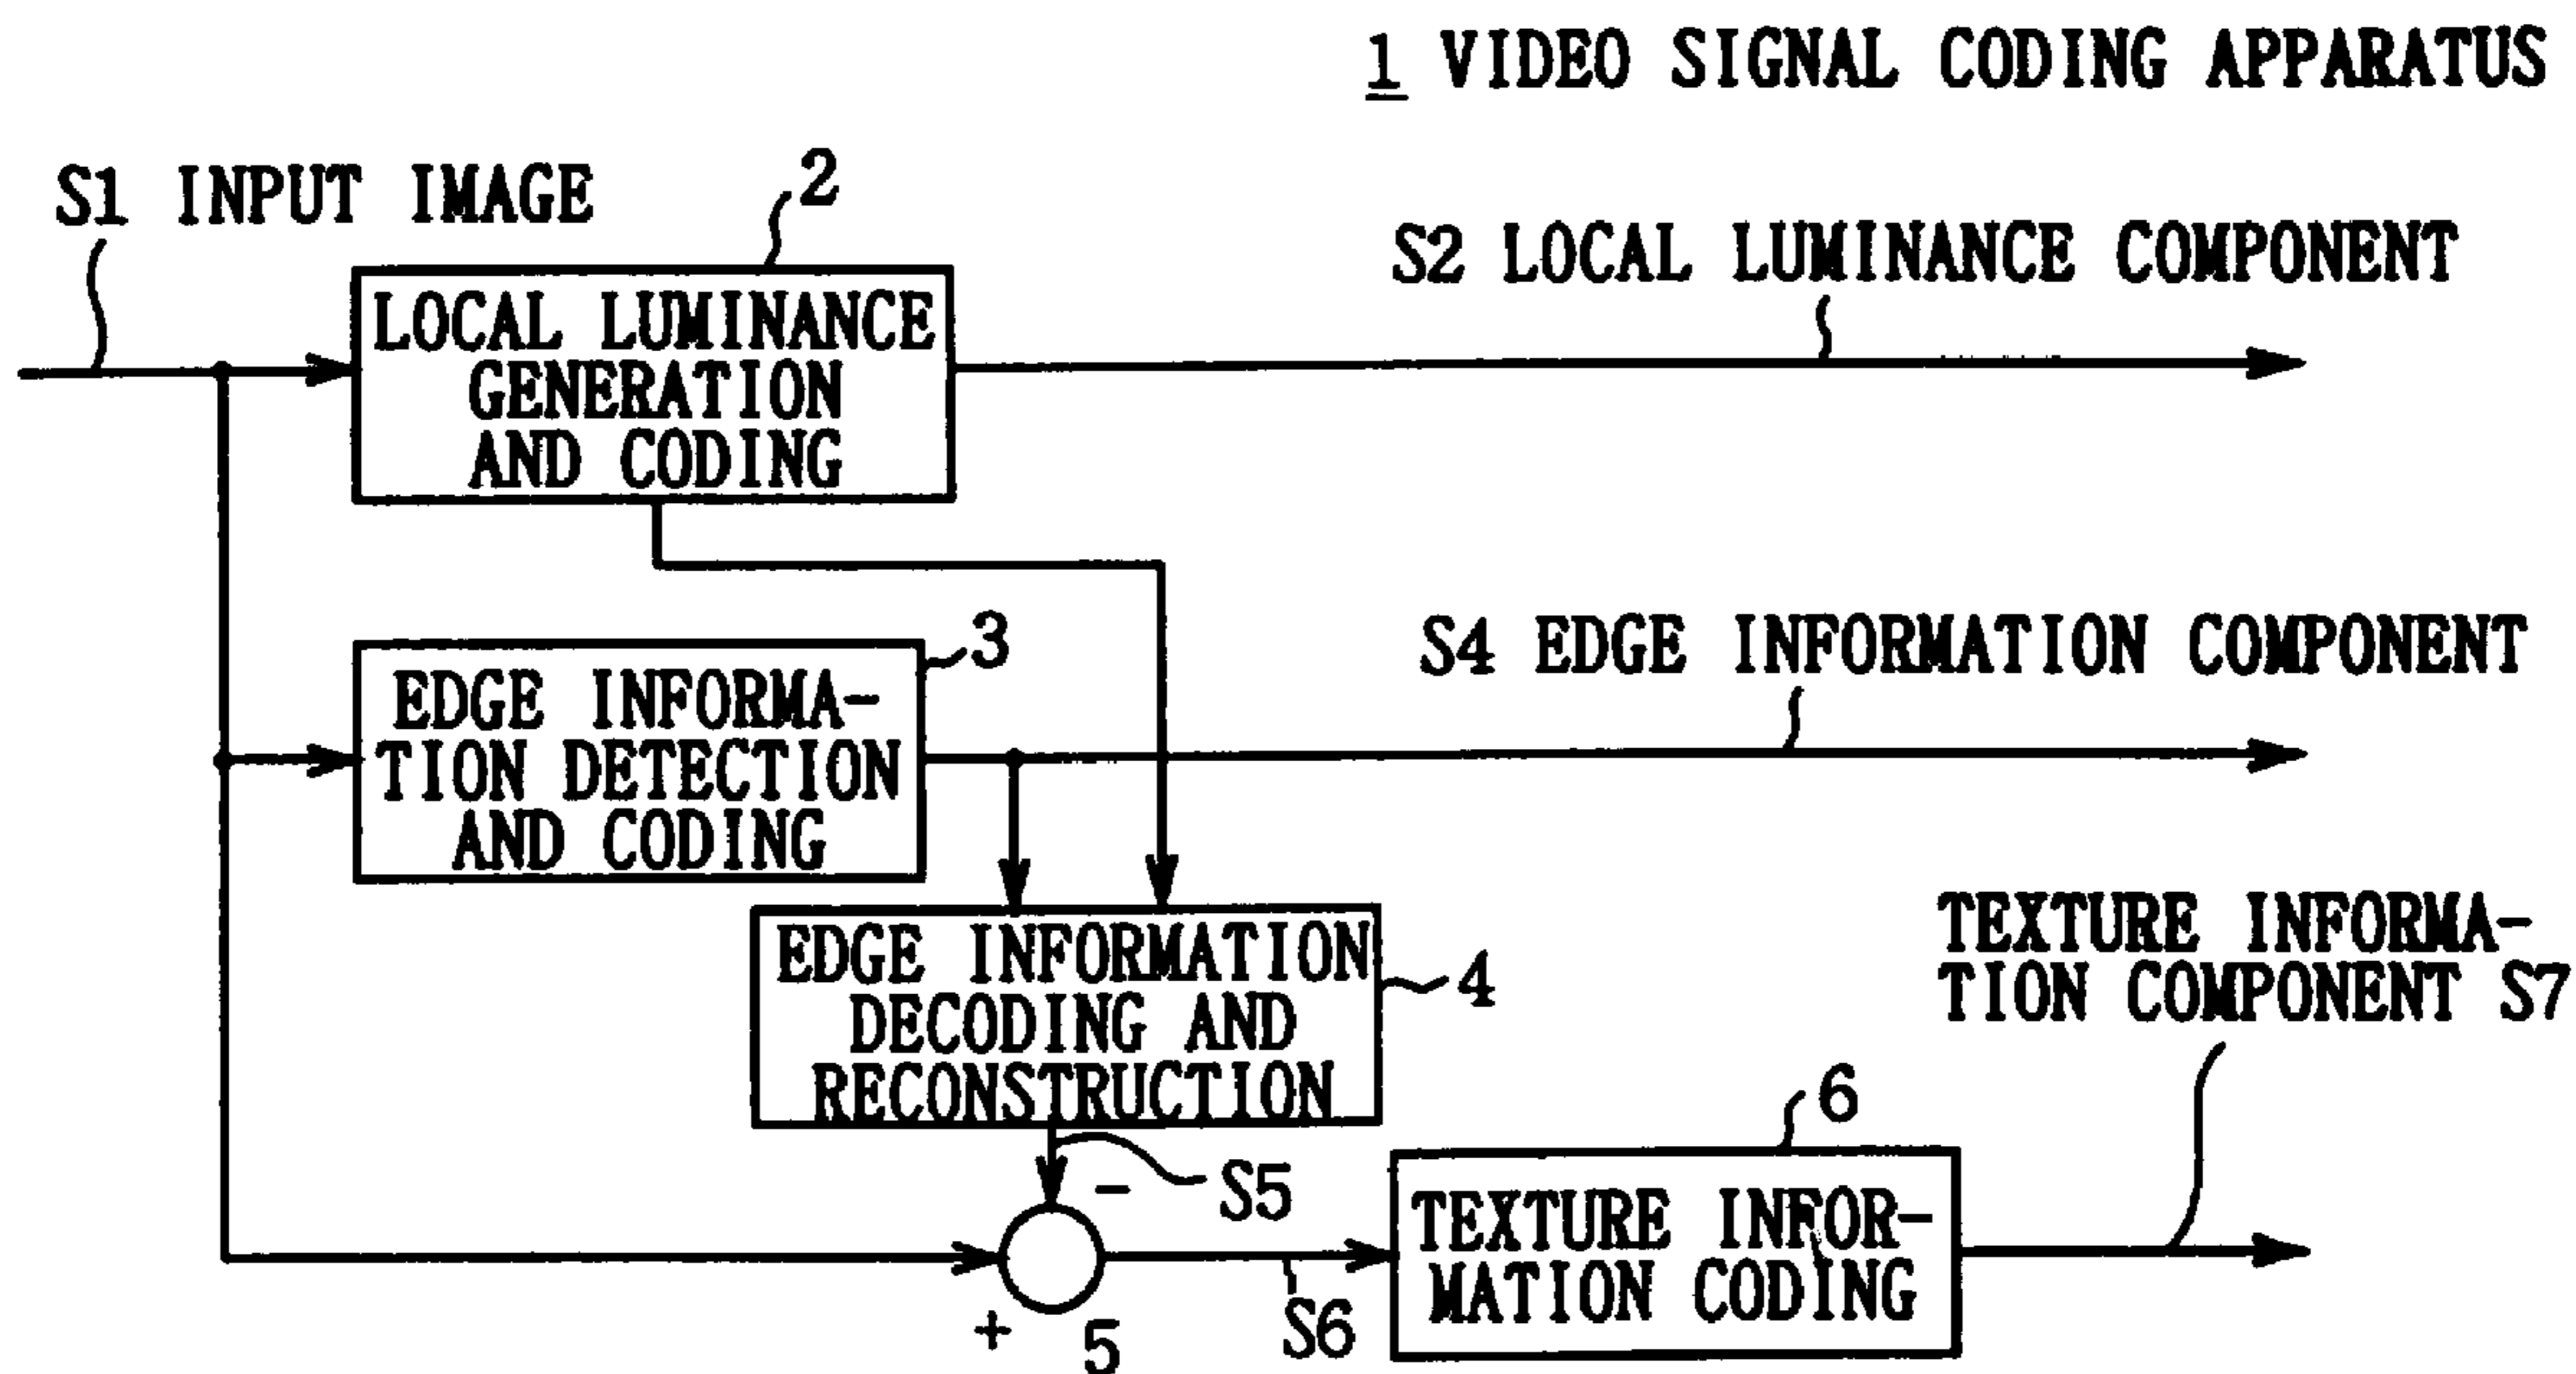 1 VIDEO SIGNAL CODING APPARATUS
S1 INPUT IMAGE
2
S2 LOCAL LUMINANCE COMPONENT
LOCAL LUMINANCE
GENERATION
AND CODING
3
S4 EDGE INFORMATION COMPONENT
EDGE INFORMA-
TION DETECTION
AND CODING
EDGE INFORMATION
DECODING AND
RECONSTRUCTION
4
TEXTURE INFORMA-
TION COMPONENT S7
6
-
S5
TEXTURE INFOR-
MATION CODING
+
5
S6